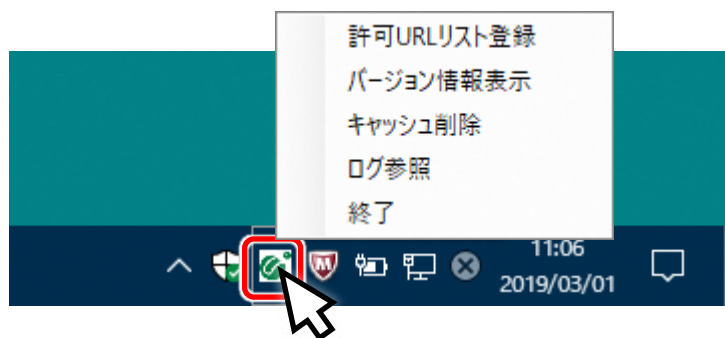 許可URLリスト登録
バージョン情報表示
キャッシュ削除
ログ参照
終了
11:06
2019/03/01